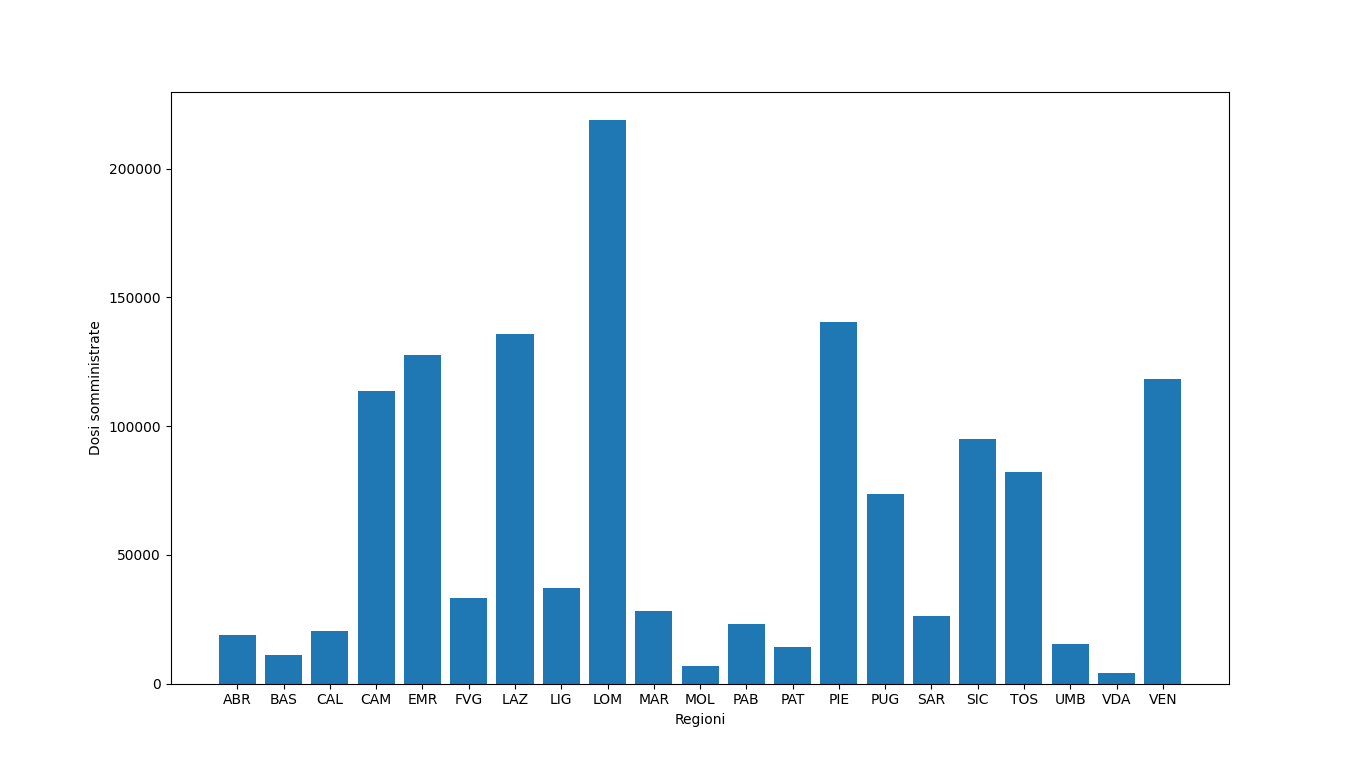 200000
150000
100000
50000
0
Dosi somministrate
ABR BAS CAL CAM EMR FVG LAZ LIG LOM MAR MOL PAB PAT PIE PUG SAR SIC TOS UMB VDA VEN
Regioni